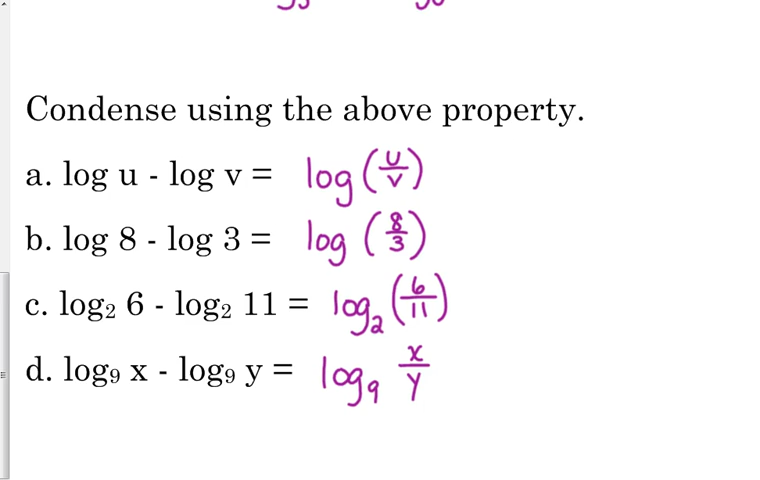 Condense using the above property.
a. log u - log v = log (u/v)
b. log 8 - log 3 = log (8/3)
c. log₂ 6 - log₂ 11 = log₂ (6/11)
d. log₉ x - log₉ y = log₉ x/y